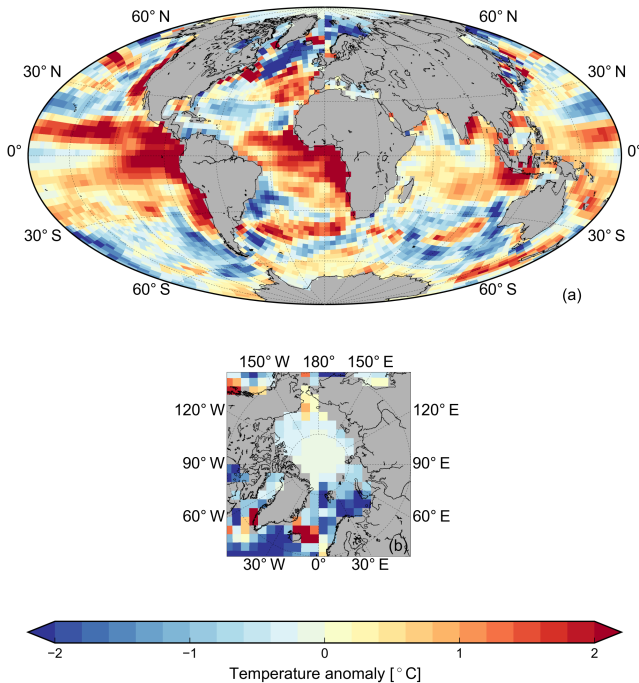 60° N 60° N
30° N 30° N
0° 0°
30° S 30° S
60° S 60° S
(a)
150° W 180° 150° E
120° W 120° E
90° W 90° E
60° W 60° E
(b)
30° W 0° 30° E
−2 −1 0 1 2
Temperature anomaly [°C]